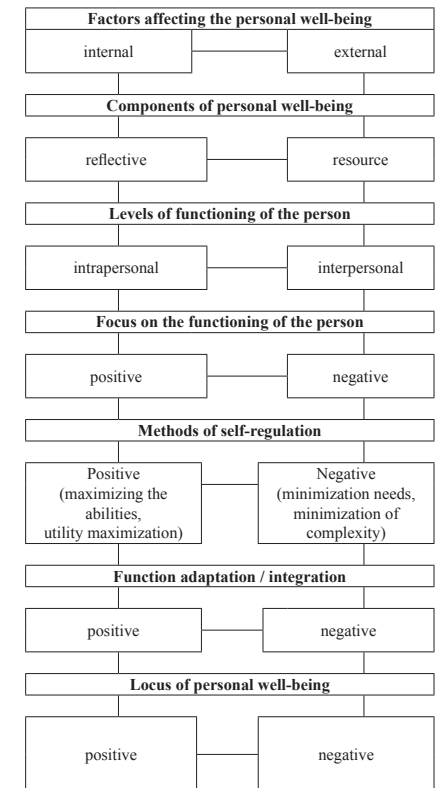 Factors affecting the personal well-being
internal
external
Components of personal well-being
reflective
resource
Levels of functioning of the person
intrapersonal
interpersonal
Focus on the functioning of the person
positive
negative
Methods of self-regulation
Positive
(maximizing the
abilities,
utility maximization)
Negative
(minimization needs,
minimization of
complexity)
Function adaptation / integration
positive
negative
Locus of personal well-being
positive
negative